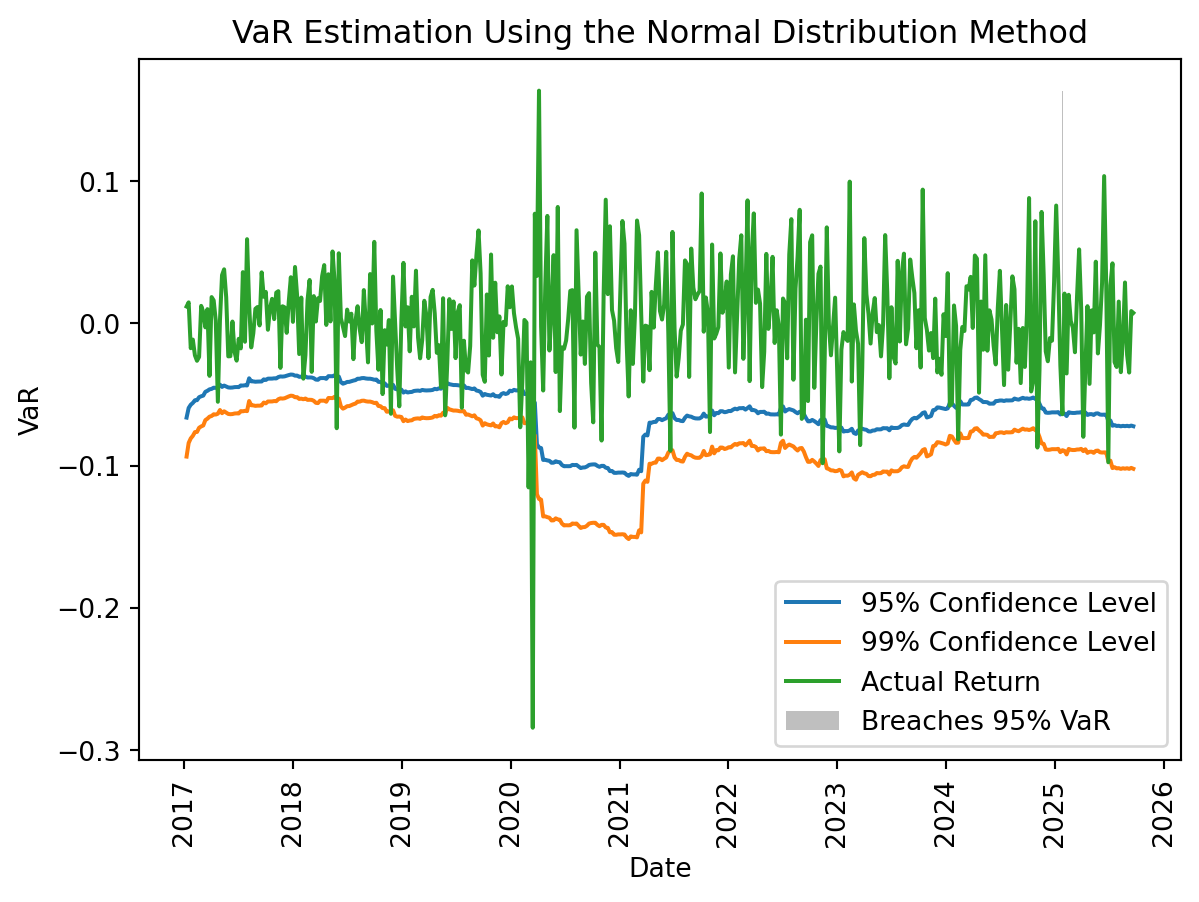 VaR Estimation Using the Normal Distribution Method
VaR
0.1
0.0
−0.1
−0.2
−0.3
95% Confidence Level
99% Confidence Level
Actual Return
Breaches 95% VaR
2017
2018
2019
2020
2021
2022
2023
2024
2025
2026
Date